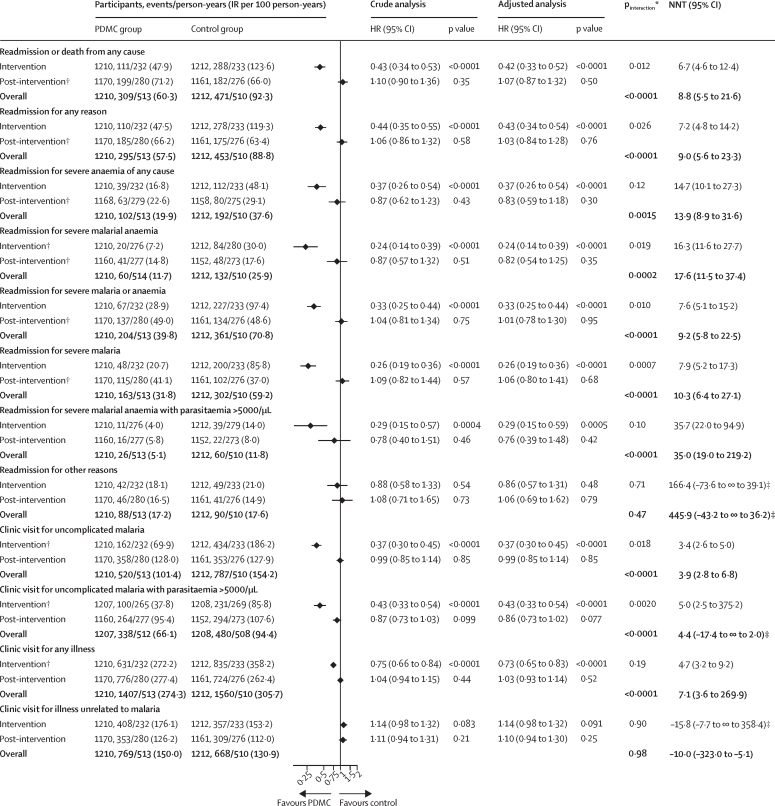 Participants, events/person-years (IR per 100 person-years) Crude analysis Adjusted analysis pinteraction* NNT (95% CI)
PDMC group Control group HR (95% CI) p value HR (95% CI) p value
Readmission or death from any cause
Intervention 1210, 111/232 (47·9) 1212, 288/233 (123·6) 0·43 (0·34 to 0·53) <0·0001 0·42 (0·33 to 0·52) <0·0001 0·012 6·7 (4·6 to 12·4)
Post-intervention† 1170, 199/280 (71·2) 1161, 182/276 (66·0) 1·10 (0·90 to 1·36) 0·35 1·07 (0·87 to 1·32) 0·50
Overall 1210, 309/513 (60·3) 1212, 471/510 (92·3) <0·0001 8·8 (5·5 to 21·6)
Readmission for any reason
Intervention 1210, 110/232 (47·5) 1212, 278/233 (119·3) 0·44 (0·35 to 0·55) <0·0001 0·43 (0·34 to 0·54) <0·0001 0·026 7·2 (4·8 to 14·2)
Post-intervention† 1170, 185/280 (66·2) 1161, 175/276 (63·4) 1·06 (0·86 to 1·32) 0·58 1·03 (0·84 to 1·28) 0·76
Overall 1210, 295/513 (57·5) 1212, 453/510 (88·8) <0·0001 9·0 (5·6 to 23·3)
Readmission for severe anaemia of any cause
Intervention 1210, 39/232 (16·8) 1212, 112/233 (48·1) 0·37 (0·26 to 0·54) <0·0001 0·37 (0·26 to 0·54) <0·0001 0·12 14·7 (10·1 to 27·3)
Post-intervention† 1168, 63/279 (22·6) 1158, 80/275 (29·1) 0·87 (0·62 to 1·23) 0·43 0·83 (0·59 to 1·18) 0·30
Overall 1210, 102/513 (19·9) 1212, 192/510 (37·6) 0·0015 13·9 (8·9 to 31·6)
Readmission for severe malarial anaemia
Intervention† 1210, 20/276 (7·2) 1212, 84/280 (30·0) 0·24 (0·14 to 0·39) <0·0001 0·24 (0·14 to 0·39) <0·0001 0·019 16·3 (11·6 to 27·7)
Post-intervention† 1160, 41/277 (14·8) 1152, 48/273 (17·6) 0·87 (0·57 to 1·32) 0·51 0·82 (0·54 to 1·25) 0·35
Overall 1210, 60/514 (11·7) 1212, 132/510 (25·9) 0·0002 17·6 (11·5 to 37·4)
Readmission for severe malaria or anaemia
Intervention 1210, 67/232 (28·9) 1212, 227/233 (97·4) 0·33 (0·25 to 0·44) <0·0001 0·33 (0·25 to 0·44) <0·0001 0·010 7·6 (5·1 to 15·2)
Post-intervention† 1170, 137/280 (49·0) 1161, 134/276 (48·6) 1·04 (0·81 to 1·34) 0·75 1·01 (0·78 to 1·30) 0·95
Overall 1210, 204/513 (39·8) 1212, 361/510 (70·8) <0·0001 9·2 (5·8 to 22·5)
Readmission for severe malaria
Intervention 1210, 48/232 (20·7) 1212, 200/233 (85·8) 0·26 (0·19 to 0·36) <0·0001 0·26 (0·19 to 0·36) <0·0001 0·0007 7·9 (5·2 to 17·3)
Post-intervention† 1170, 115/280 (41·1) 1161, 102/276 (37·0) 1·09 (0·82 to 1·44) 0·57 1·06 (0·80 to 1·41) 0·68
Overall 1210, 163/513 (31·8) 1212, 302/510 (59·2) <0·0001 10·3 (6·4 to 27·1)
Readmission for severe malarial anaemia with parasitaemia >5000/μL
Intervention 1210, 11/276 (4·0) 1212, 39/279 (14·0) 0·29 (0·15 to 0·57) 0·0004 0·29 (0·15 to 0·59) 0·0005 0·10 35·7 (22·0 to 94·9)
Post-intervention 1160, 16/277 (5·8) 1152, 22/273 (8·0) 0·78 (0·40 to 1·51) 0·46 0·76 (0·39 to 1·48) 0·42
Overall 1210, 26/513 (5·1) 1212, 60/510 (11·8) <0·0001 35·0 (19·0 to 219·2)
Readmission for other reasons
Intervention 1210, 42/232 (18·1) 1212, 49/233 (21·0) 0·88 (0·58 to 1·33) 0·54 0·86 (0·57 to 1·31) 0·48 0·71 166·4 (−73·6 to ∞ to 39·1)‡
Post-intervention 1170, 46/280 (16·5) 1161, 41/276 (14·9) 1·08 (0·71 to 1·65) 0·73 1·06 (0·69 to 1·62) 0·79
Overall 1210, 88/513 (17·2) 1212, 90/510 (17·6) 0·47 445·9 (−43·2 to ∞ to 36·2)‡
Clinic visit for uncomplicated malaria
Intervention† 1210, 162/232 (69·9) 1212, 434/233 (186·2) 0·37 (0·30 to 0·45) <0·0001 0·37 (0·30 to 0·45) <0·0001 0·018 3·4 (2·6 to 5·0)
Post-intervention 1170, 358/280 (128·0) 1161, 353/276 (127·9) 0·99 (0·85 to 1·14) 0·85 0·99 (0·85 to 1·14) 0·85
Overall 1210, 520/513 (101·4) 1212, 787/510 (154·2) <0·0001 3·9 (2·8 to 6·8)
Clinic visit for uncomplicated malaria with parasitaemia >5000/μL
Intervention† 1207, 100/265 (37·8) 1208, 231/269 (85·8) 0·43 (0·33 to 0·54) <0·0001 0·43 (0·33 to 0·54) <0·0001 0·0020 5·0 (2·5 to 375·2)
Post-intervention 1160, 264/277 (95·4) 1152, 294/273 (107·6) 0·87 (0·73 to 1·03) 0·099 0·86 (0·73 to 1·02) 0·077
Overall 1207, 338/512 (66·1) 1208, 480/508 (94·4) <0·0001 4·4 (−17·4 to ∞ to 2·0)‡
Clinic visit for any illness
Intervention† 1210, 631/232 (272·2) 1212, 835/233 (358·2) 0·75 (0·66 to 0·84) <0·0001 0·73 (0·65 to 0·83) <0·0001 0·19 4·7 (3·2 to 9·2)
Post-intervention 1170, 776/280 (277·4) 1161, 724/276 (262·4) 1·04 (0·94 to 1·15) 0·44 1·03 (0·93 to 1·14) 0·52
Overall 1210, 1407/513 (274·3) 1212, 1560/510 (305·7) <0·0001 7·1 (3·6 to 269·9)
Clinic visit for illness unrelated to malaria
Intervention 1210, 408/232 (176·1) 1212, 357/233 (153·2) 1·14 (0·98 to 1·32) 0·083 1·14 (0·98 to 1·32) 0·091 0·90 −15·8 (−7·7 to ∞ to 358·4)‡
Post-intervention 1170, 353/280 (126·2) 1161, 309/276 (112·0) 1·11 (0·94 to 1·31) 0·21 1·10 (0·94 to 1·30) 0·25
Overall 1210, 769/513 (150·0) 1212, 668/510 (130·9) 0·98 −10·0 (−323·0 to −5·1)
0·25 0·5 0·75 1 1·5 2
Favours PDMC Favours control